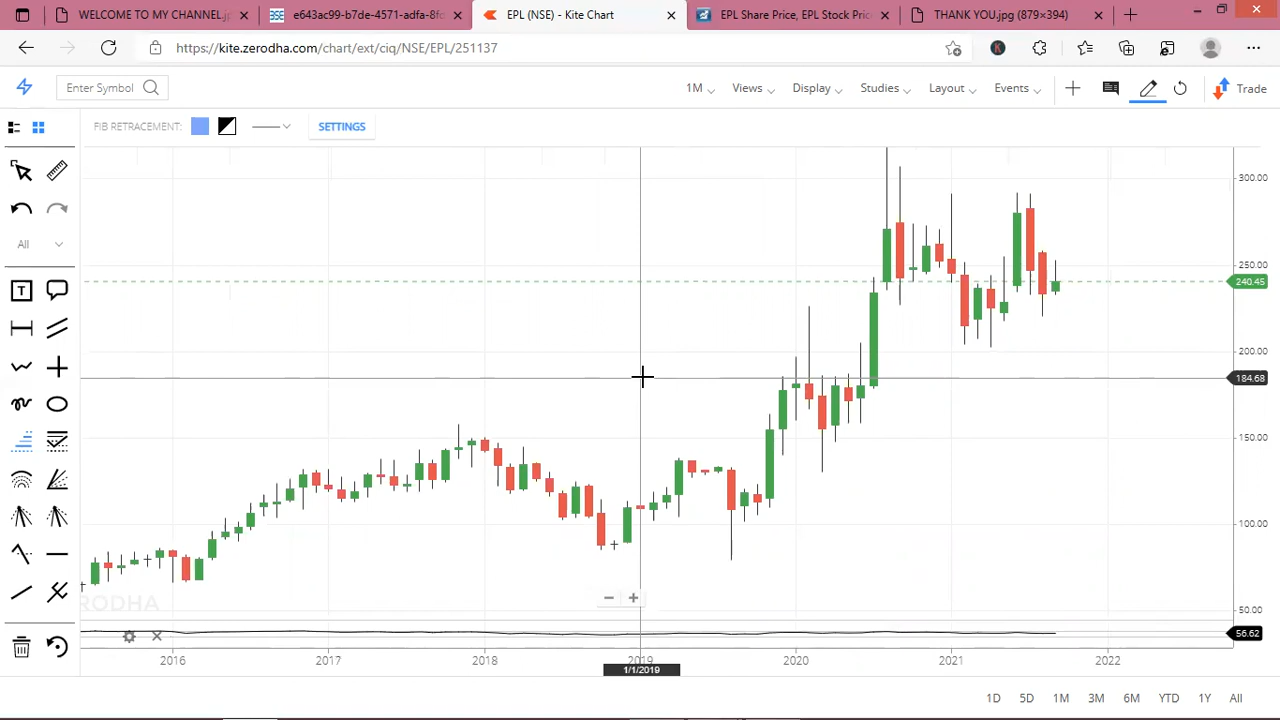 WELCOME TO MY CHANNEL.jp
e643ac99-b7de-4571-adfa-8fc
EPL (NSE) - Kite Chart
EPL Share Price, EPL Stock Pric
THANK YOU.jpg (879×394)
https://kite.zerodha.com/chart/ext/ciq/NSE/EPL/251137
K
Enter Symbol
1M
Views
Display
Studies
Layout
Events
Trade
FIB RETRACEMENT:
SETTINGS
All
T
300.00
250.00
240.45
200.00
184.68
150.00
100.00
50.00
56.62
ERODHA
2016
2017
2018
2019
2020
2021
2022
1/1/2019
1D
5D
1M
3M
6M
YTD
1Y
All